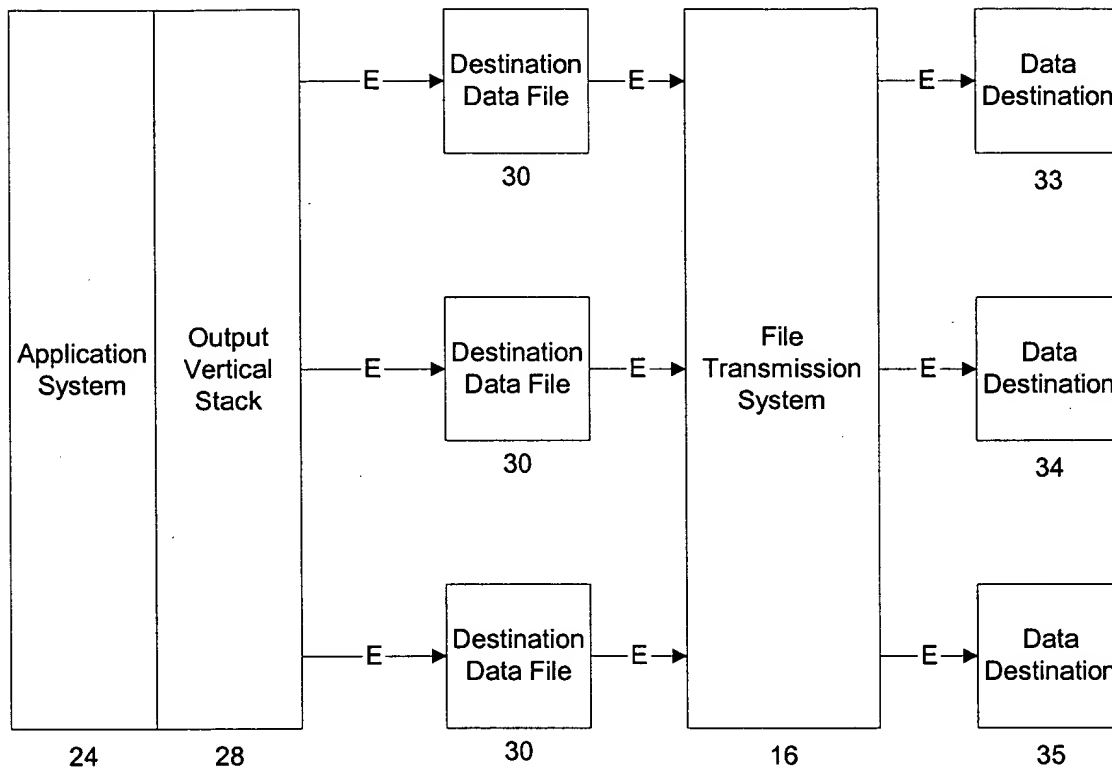 E
Destination
Data File
E
E
Data
Destination
30
33
Application
System
Output
Vertical
Stack
E
Destination
Data File
E
File
Transmission
System
E
Data
Destination
30
34
E
Destination
Data File
E
E
Data
Destination
24
28
30
16
35